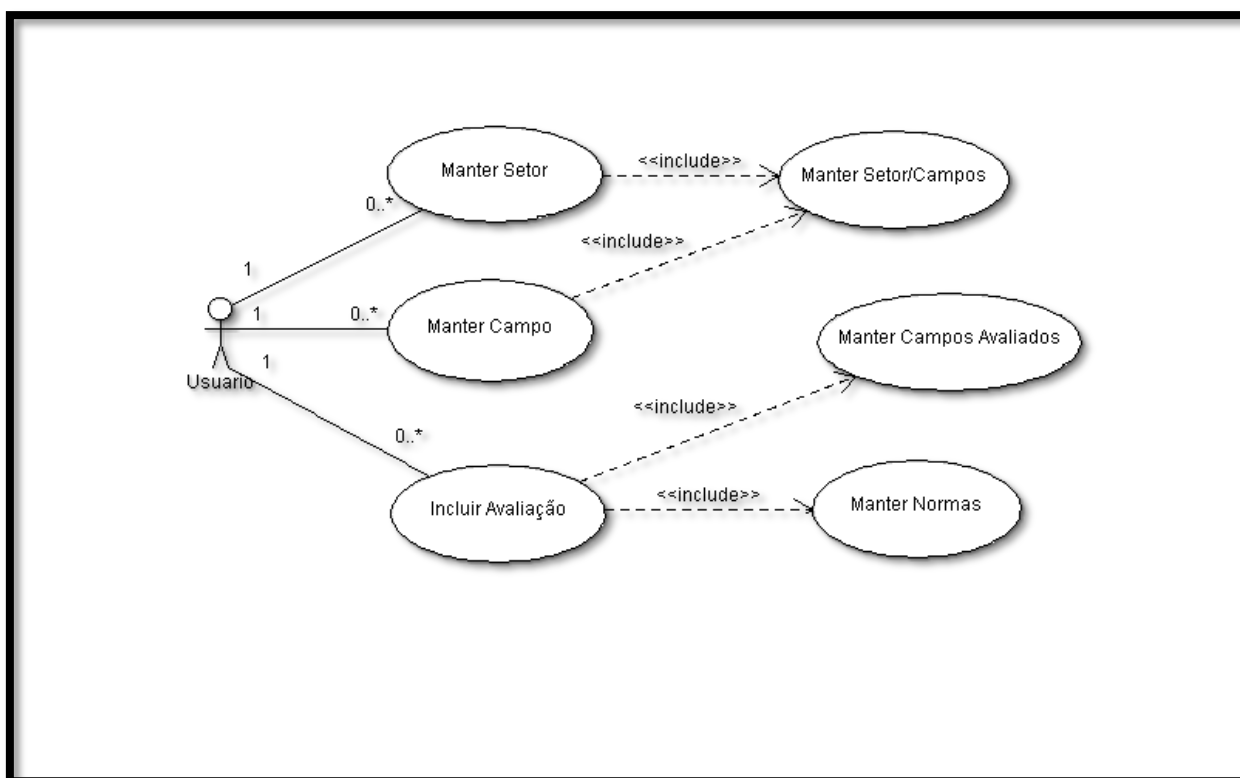 Manter Setor
<<include>>
Manter Setor/Campos
0..*
<<include>>
1
1
0..*
Manter Campo
Manter Campos Avaliados
1
Usuario
<<include>>
0..*
Incluir Avaliação
<<include>>
Manter Normas